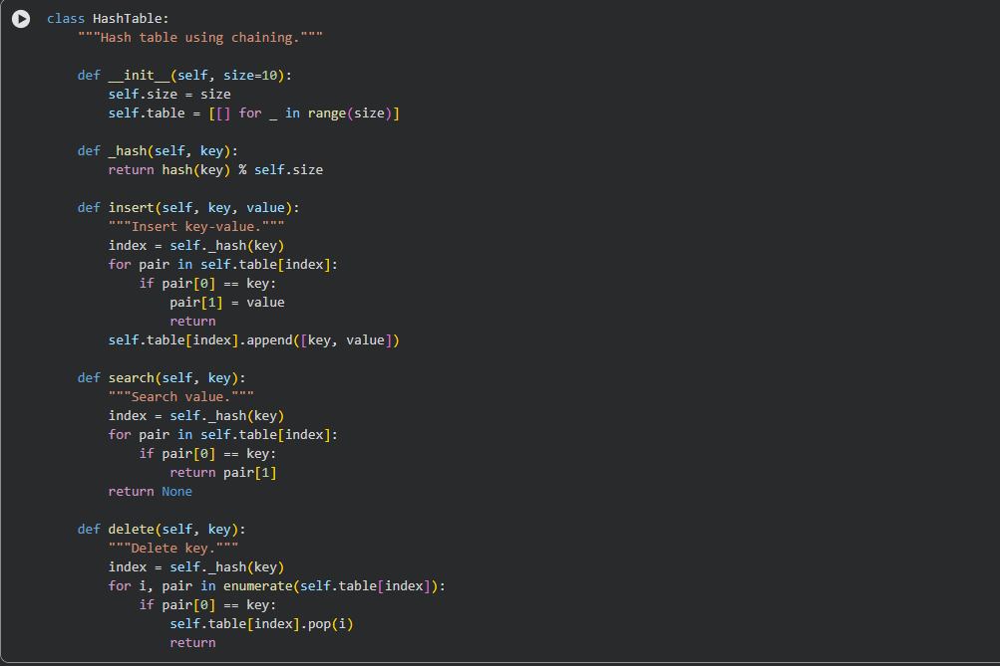 class HashTable:
    """Hash table using chaining."""

    def __init__(self, size=10):
        self.size = size
        self.table = [[] for _ in range(size)]

    def _hash(self, key):
        return hash(key) % self.size

    def insert(self, key, value):
        """Insert key-value."""
        index = self._hash(key)
        for pair in self.table[index]:
            if pair[0] == key:
                pair[1] = value
                return
        self.table[index].append([key, value])

    def search(self, key):
        """Search value."""
        index = self._hash(key)
        for pair in self.table[index]:
            if pair[0] == key:
                return pair[1]
        return None

    def delete(self, key):
        """Delete key."""
        index = self._hash(key)
        for i, pair in enumerate(self.table[index]):
            if pair[0] == key:
                self.table[index].pop(i)
                return